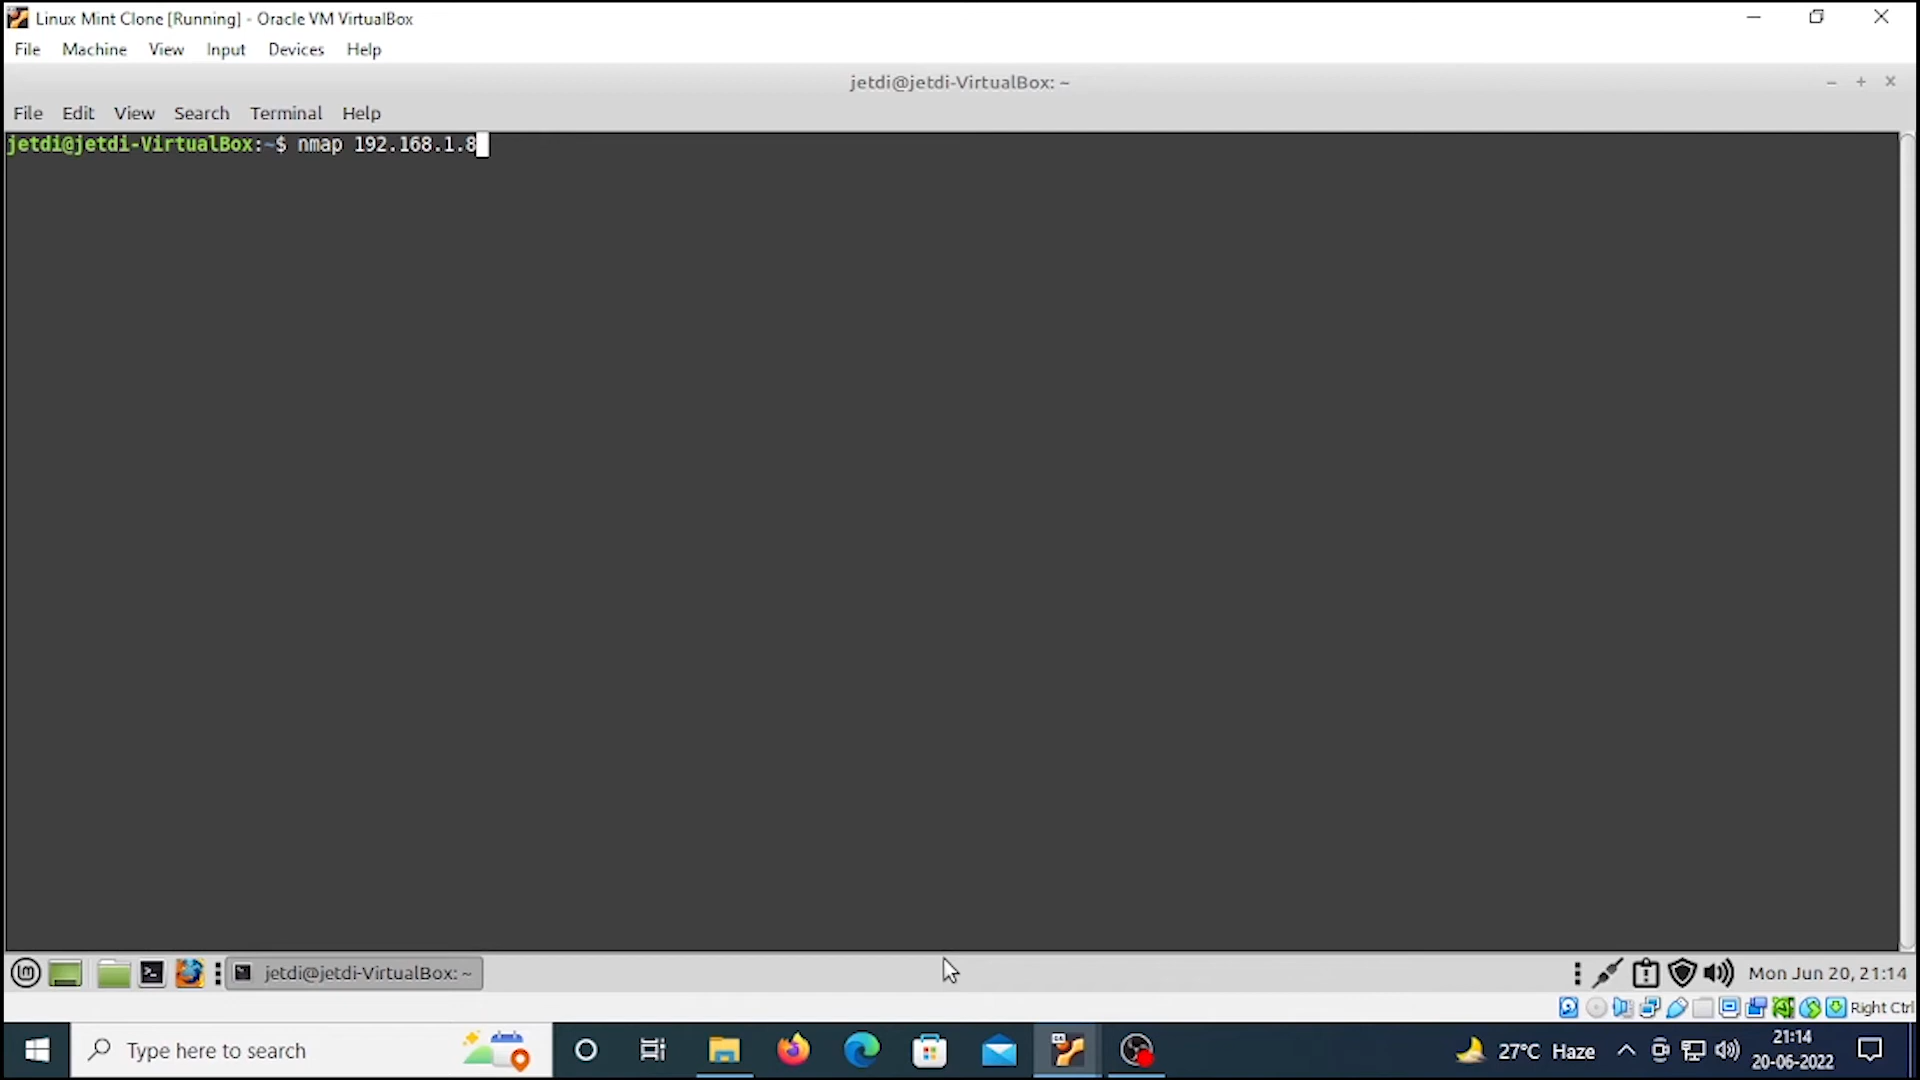 Linux Mint Clone [Running] - Oracle VM VirtualBox
File Machine View Input Devices Help
jetdi@jetdi-VirtualBox: ~
File Edit View Search Terminal Help
jetdi@jetdi-VirtualBox:~$ nmap 192.168.1.8
jetdi@jetdi-VirtualBox: ~
Mon Jun 20, 21:14
Right Ctrl
Type here to search
27°C Haze
21:14
20-06-2022